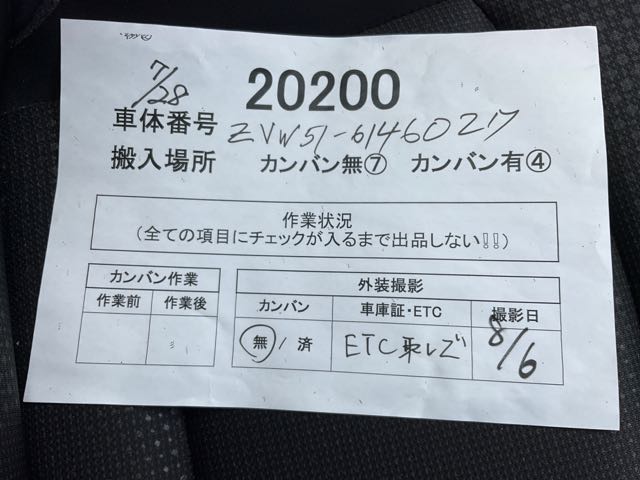 7/28
20200
車体番号 ZVW51-6146027
搬入場所 カンバン無⑦ カンバン有④
作業状況
(全ての項目にチェックが入るまで出品しない!!)
カンバン作業
作業前 作業後
外装撮影
カンバン 車庫証・ETC 撮影日
無 / 済 ETC取レズ 8/6